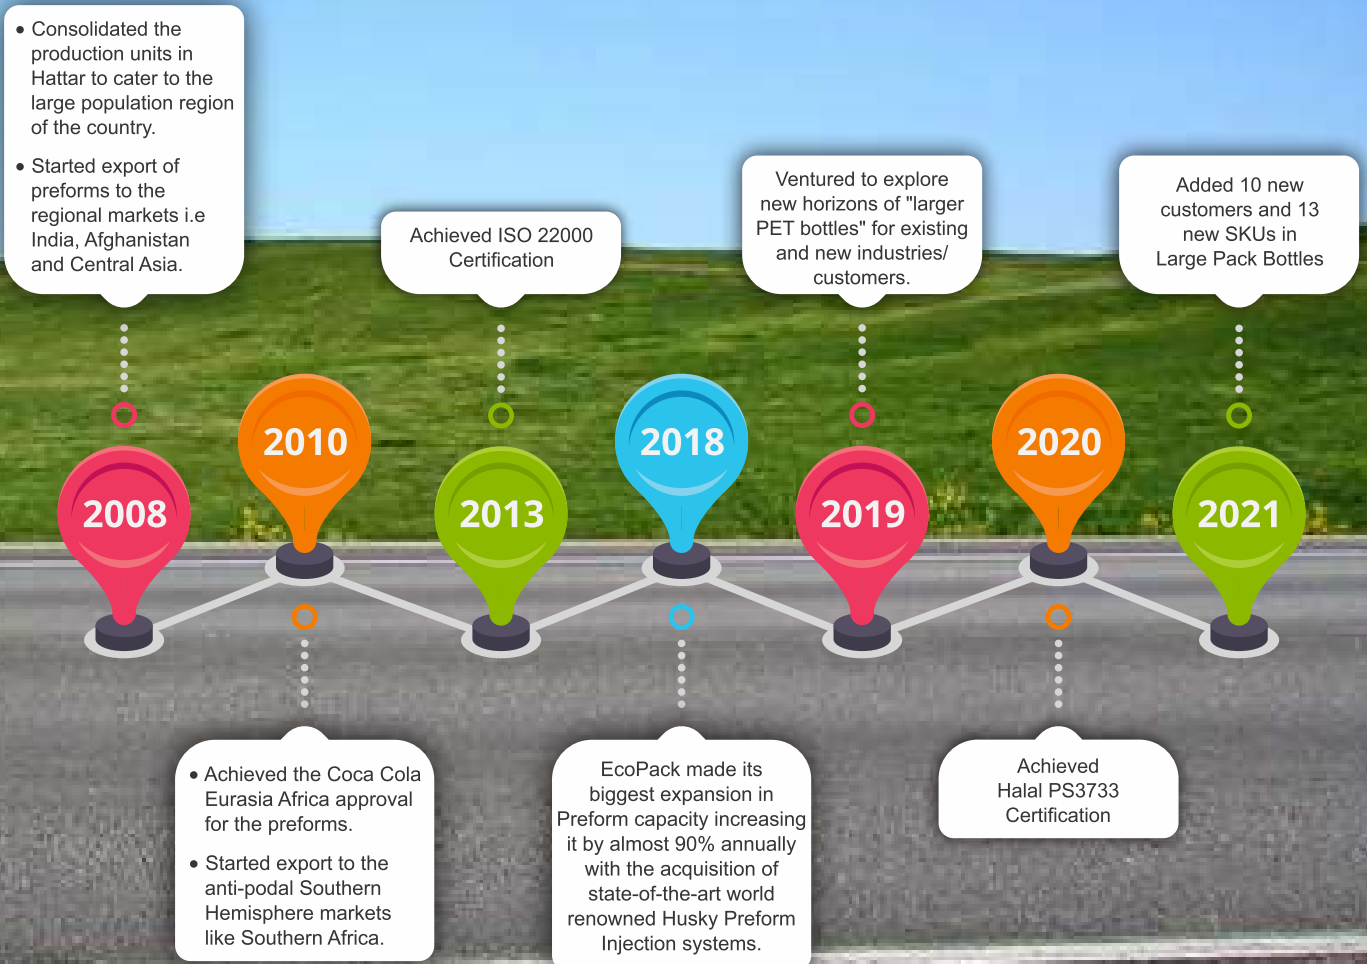 • Consolidated the
production units in
Hattar to cater to the
large population region
of the country.
• Started export of
preforms to the
regional markets i.e
India, Afghanistan
and Central Asia.
2008
2010
• Achieved the Coca Cola
Eurasia Africa approval
for the preforms.
• Started export to the
anti-podal Southern
Hemisphere markets
like Southern Africa.
Achieved ISO 22000
Certification
2013
2018
EcoPack made its
biggest expansion in
Preform capacity increasing
it by almost 90% annually
with the acquisition of
state-of-the-art world
renowned Husky Preform
Injection systems.
Ventured to explore
new horizons of "larger
PET bottles" for existing
and new industries/
customers.
2019
2020
Achieved
Halal PS3733
Certification
Added 10 new
customers and 13
new SKUs in
Large Pack Bottles
2021